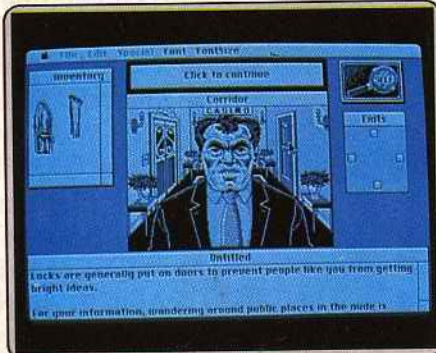 File Edit Special Font FontSize
Inventory
Click to continue
Corridor
CASINO
Exits
Untitled
Locks are generally put on doors to prevent people like you from getting
bright ideas.
For your information, wandering around public places in the nude is